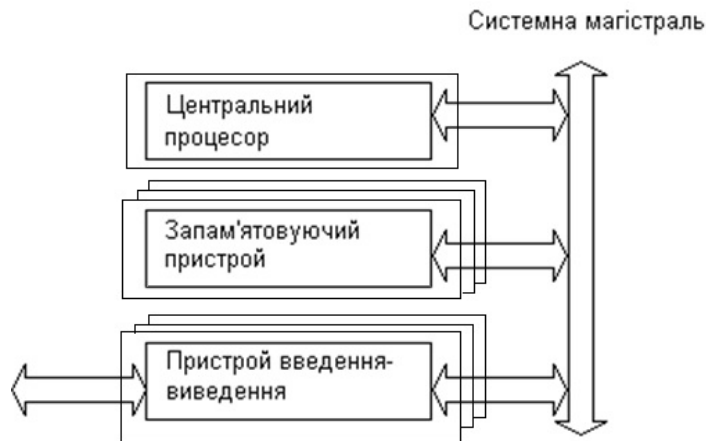 Системна магістраль
Центральний
процесор
Запам'ятовуючий
пристрой
Пристрой введення-
виведення